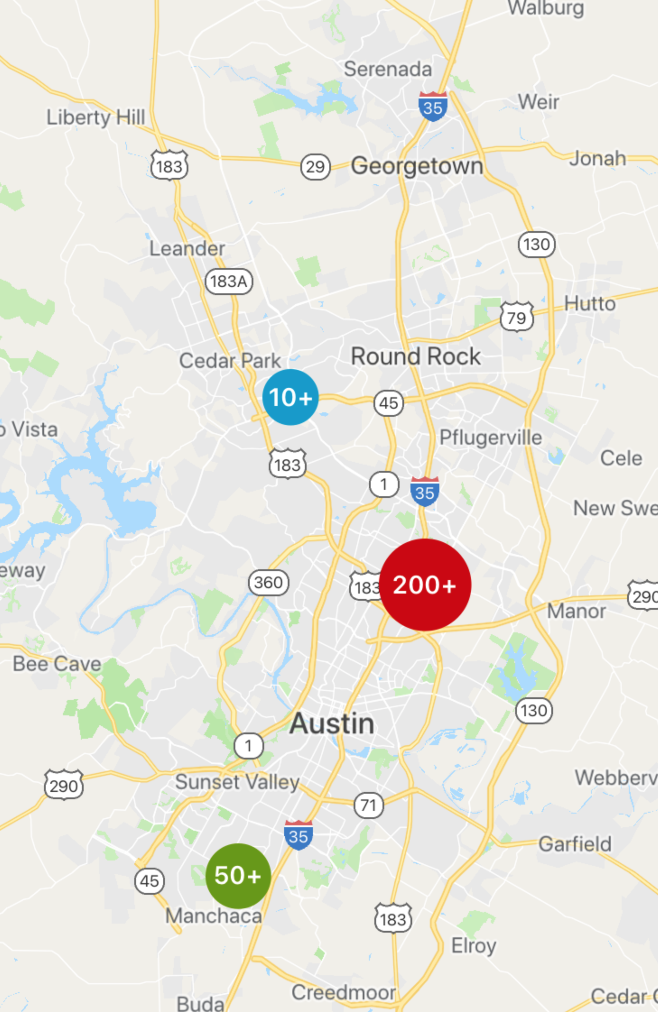 Walburg
Serenada
35
Weir
Liberty Hill
183
29
Georgetown
Jonah
130
Leander
183A
Hutto
79
Cedar Park
Round Rock
10+
45
o Vista
Pflugerville
Cele
183
1
35
New Swe
eway
360
183
200+
290
Manor
Bee Cave
130
Austin
1
Sunset Valley
Webberv
290
71
35
Garfield
50+
45
Manchaca
183
Elroy
Creedmoor
Cedar C
Buda